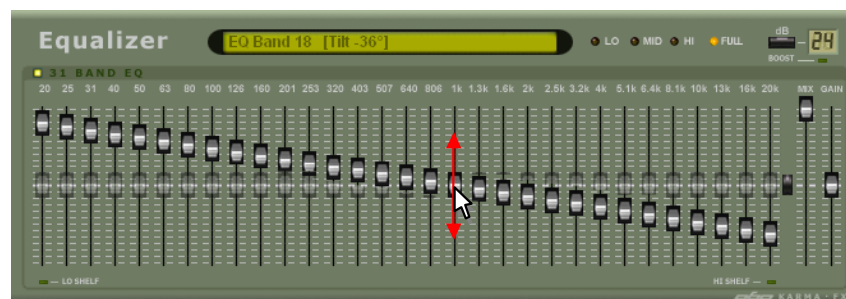 Equalizer
EQ Band 18 [Tilt -36°]
LO MID HI FULL
dB
24
BOOST
31 BAND EQ
20 25 31 40 50 63 80 100 126 160 201 253 320 403 507 640 806 1k 1.3k 1.6k 2k 2.5k 3.2k 4k 5.1k 6.4k 8.1k 10k 13k 16k 20k MIX GAIN
LO SHELF HI SHELF
KARMA - FX